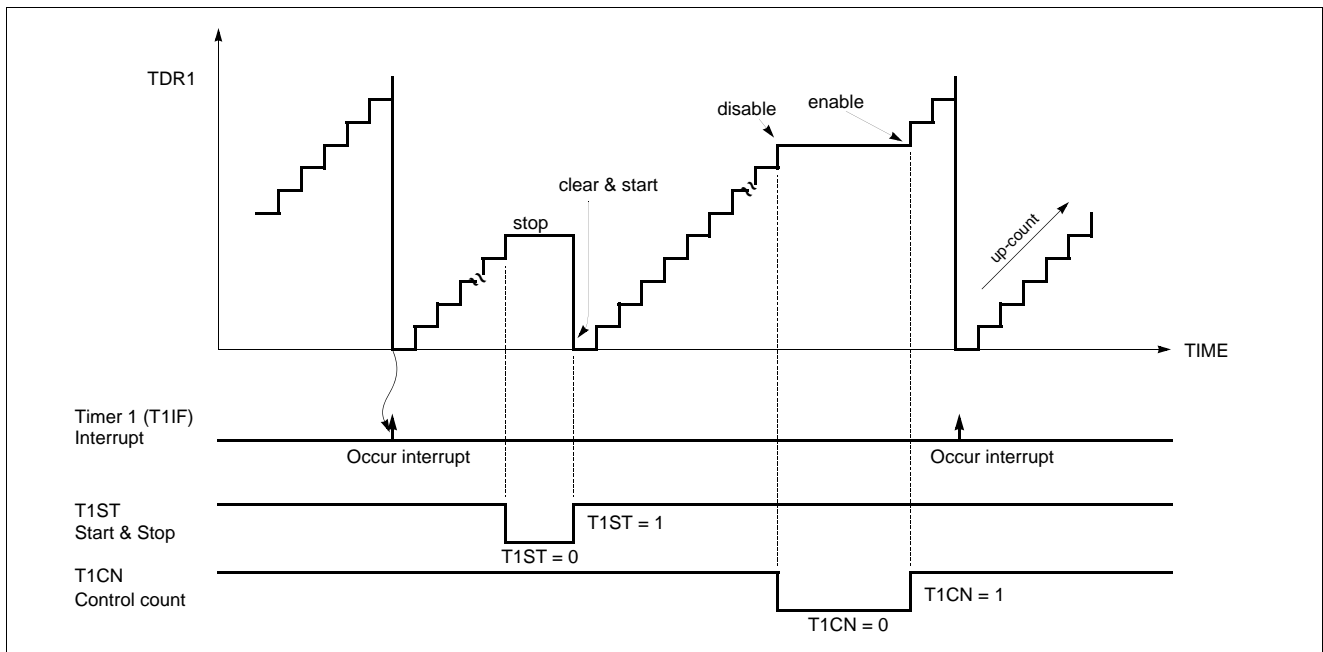 TDR1
disable
enable
clear & start
stop
up-count
TIME
Timer 1 (T1IF)
Interrupt
Occur interrupt
Occur interrupt
T1ST
Start & Stop
T1ST = 1
T1ST = 0
T1CN
Control count
T1CN = 1
T1CN = 0